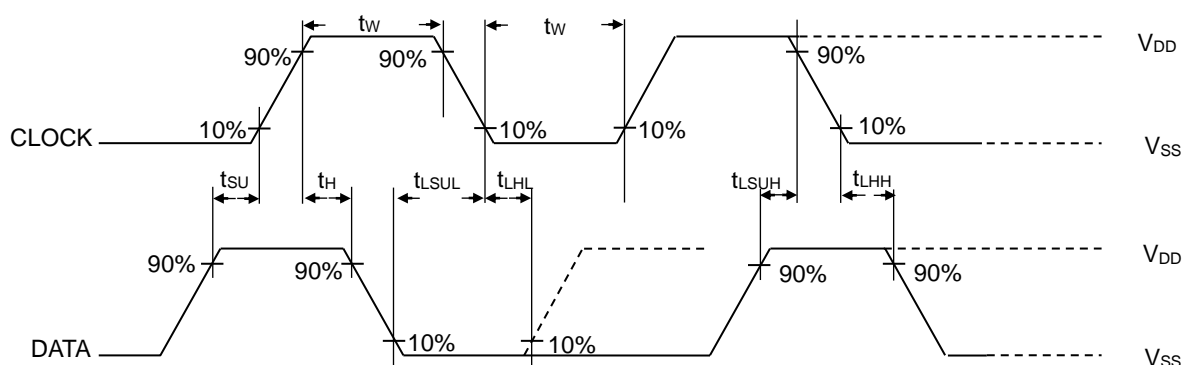 tW tW
90% 90% 90% VDD
CLOCK 10% 10% 10% 10% VSS
tSU tH tLSUL tLHL tLSUH tLHH
90% 90% 90% 90% VDD
DATA 10% 10% VSS